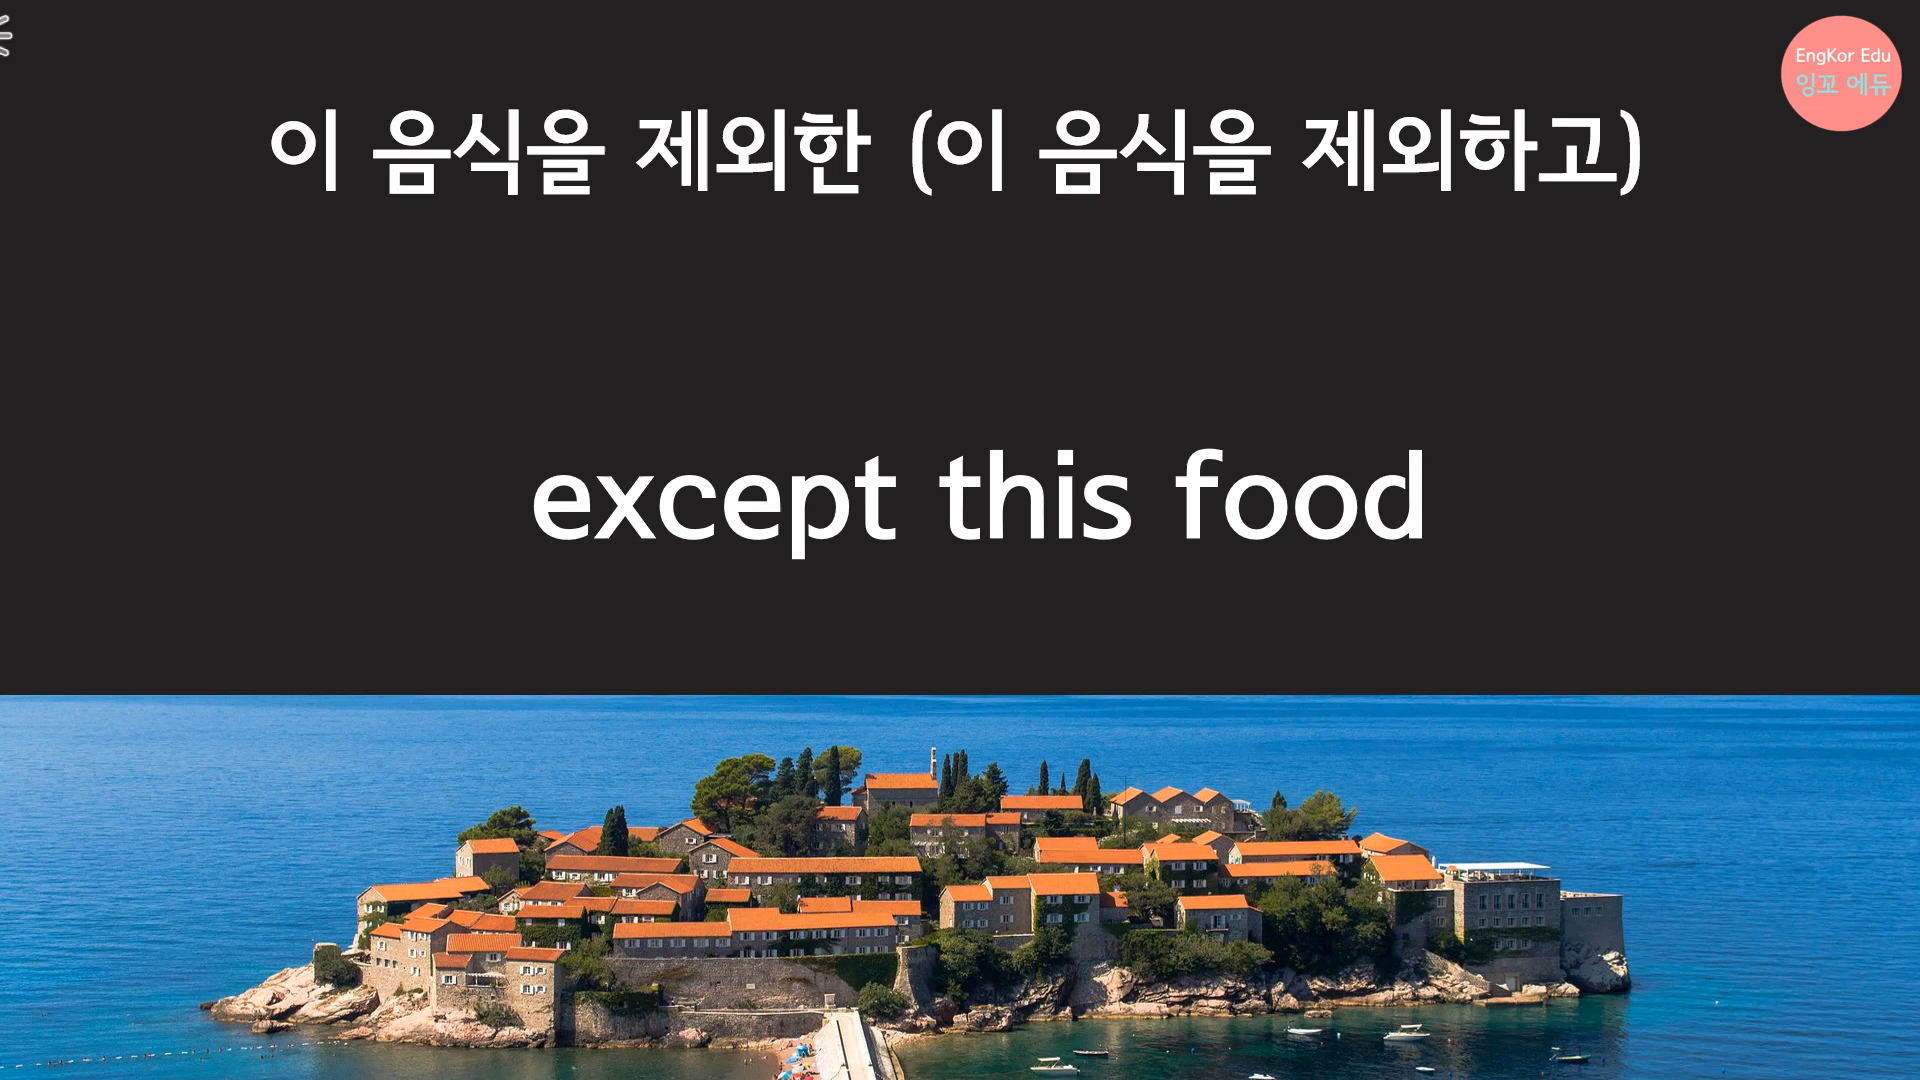 EngKor Edu
잉꼬 에듀
이 음식을 제외한 (이 음식을 제외하고)
except this food